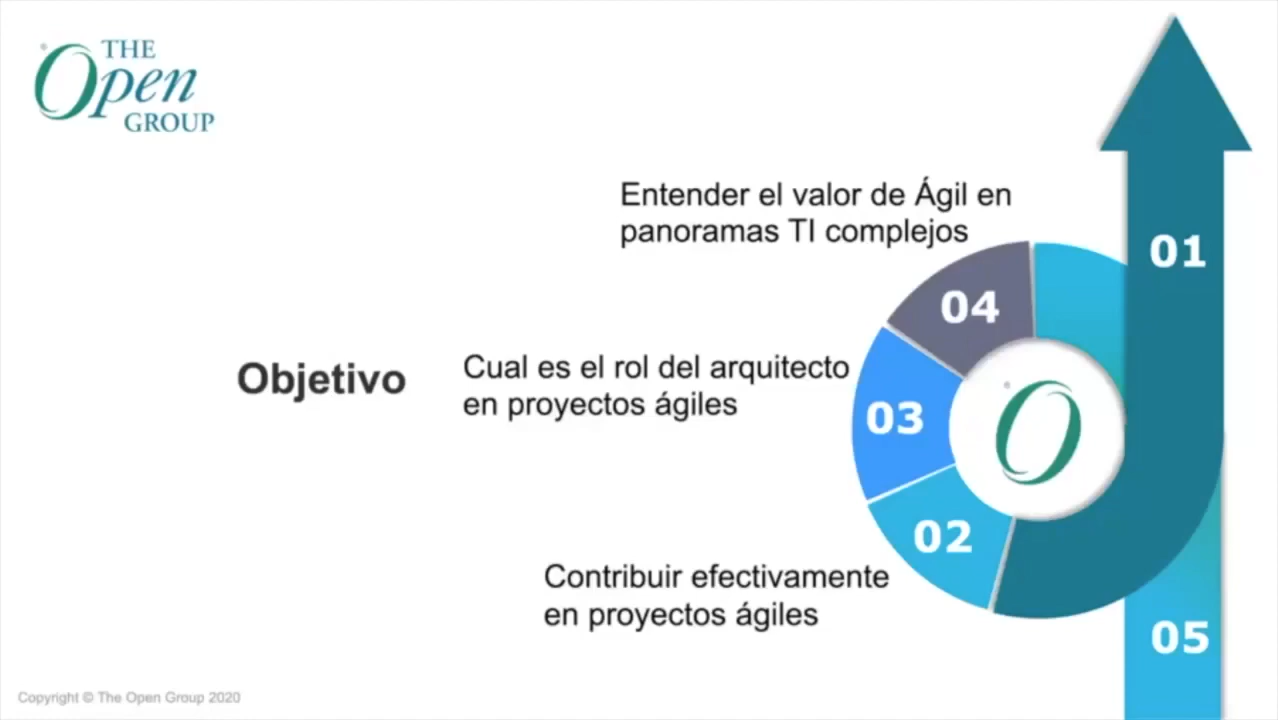 THE
Open
GROUP
Entender el valor de Ágil en
panoramas TI complejos
01
04
Objetivo
Cual es el rol del arquitecto
en proyectos ágiles
03
O
02
Contribuir efectivamente
en proyectos ágiles
05
Copyright © The Open Group 2020